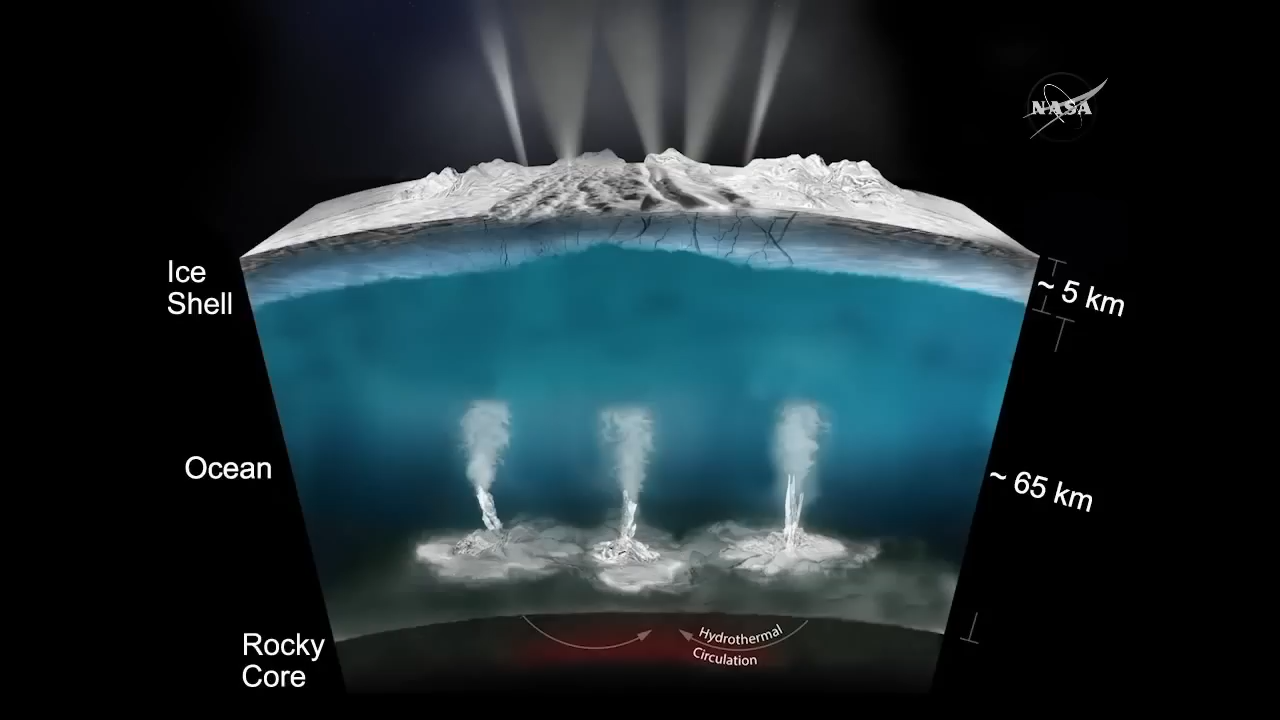 NASA
Ice
Shell
~ 5 km
Ocean
~ 65 km
Hydrothermal
Circulation
Rocky
Core